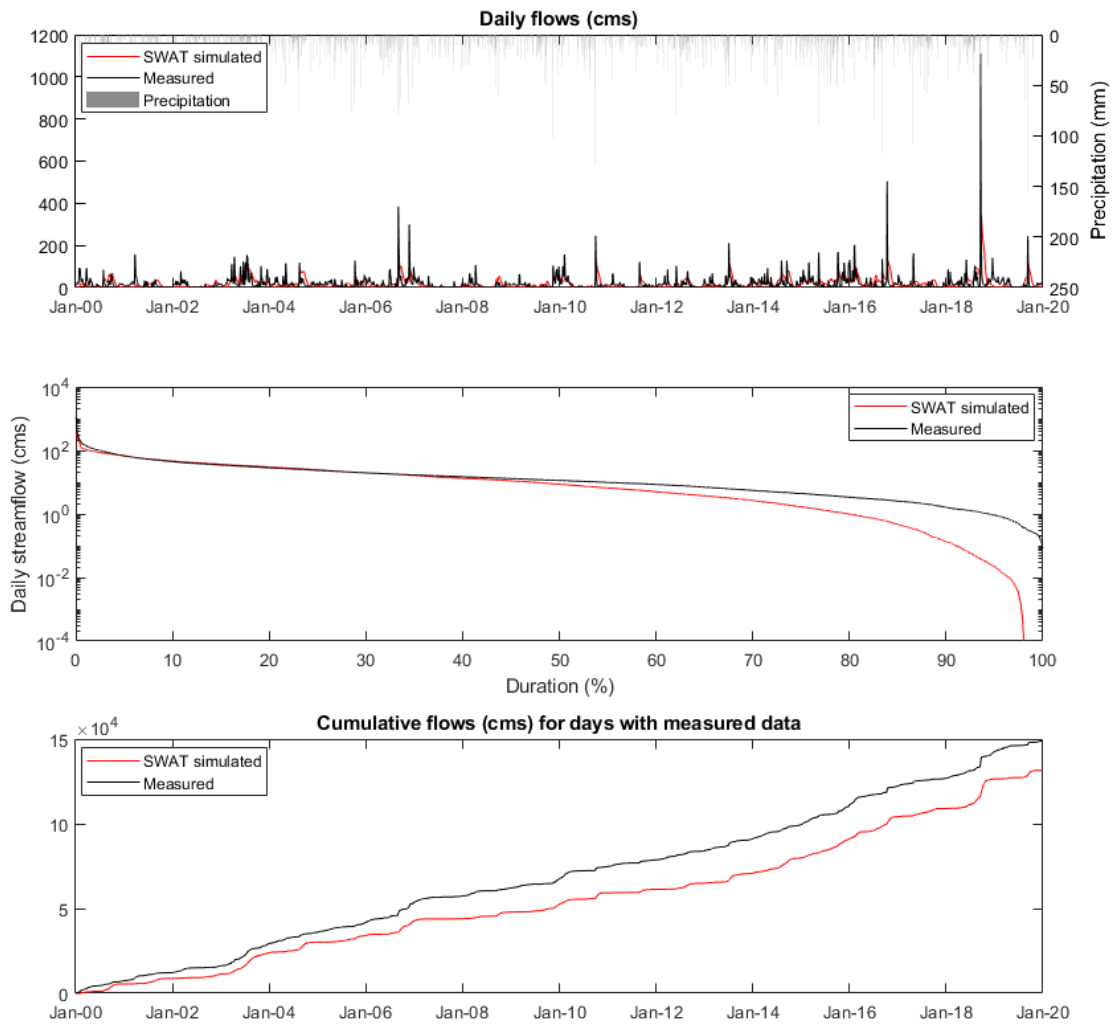 Daily flows (cms)
1200
1000
800
600
400
200
0
SWAT simulated
Measured
Precipitation
0
50
100
150
200
250
Precipitation (mm)
Jan-00 Jan-02 Jan-04 Jan-06 Jan-08 Jan-10 Jan-12 Jan-14 Jan-16 Jan-18 Jan-20
Daily streamflow (cms)
10^4
10^2
10^0
10^-2
10^-4
SWAT simulated
Measured
0 10 20 30 40 50 60 70 80 90 100
Duration (%)
Cumulative flows (cms) for days with measured data
× 10^4
15
10
5
0
SWAT simulated
Measured
Jan-00 Jan-02 Jan-04 Jan-06 Jan-08 Jan-10 Jan-12 Jan-14 Jan-16 Jan-18 Jan-20